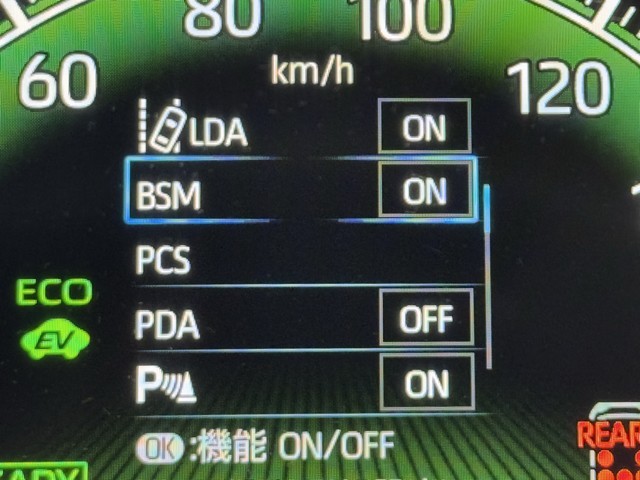 80 100
60 km/h 120
LDA ON
BSM ON
PCS
PDA OFF
P ON
ECO
EV
OK :機能 ON/OFF
REAR